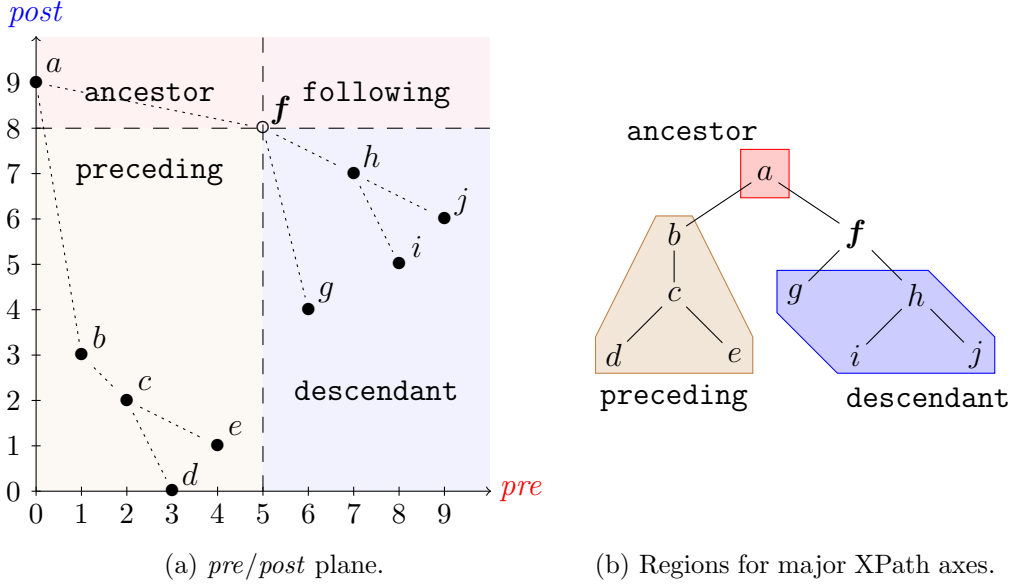 post
9
8
7
6
5
4
3
2
1
0
0 1 2 3 4 5 6 7 8 9
pre
a
ancestor
following
f
preceding
h
j
i
g
b
descendant
c
e
d
(a) pre/post plane.
ancestor
a
b
f
c
g
h
d
e
i
j
preceding
descendant
(b) Regions for major XPath axes.